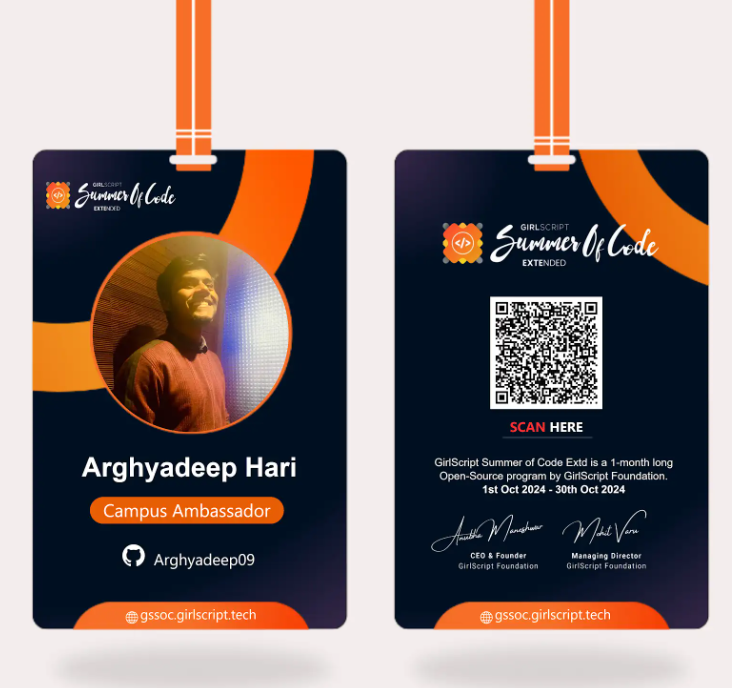 GIRLSCRIPT
Summer Of Code
EXTENDED
Arghyadeep Hari
Campus Ambassador
Arghyadeep09
gssoc.girlscript.tech
GIRLSCRIPT
</>
Summer Of Code
EXTENDED
SCAN HERE
GirlScript Summer of Code Extd is a 1-month long
Open-Source program by GirlScript Foundation.
1st Oct 2024 - 30th Oct 2024
CEO & Founder
GirlScript Foundation
Managing Director
GirlScript Foundation
gssoc.girlscript.tech